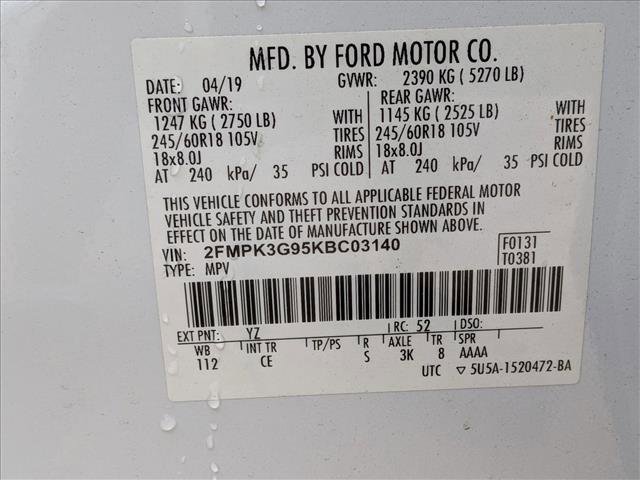 MFD. BY FORD MOTOR CO.
DATE: 04/19 GVWR: 2390 KG ( 5270 LB)
FRONT GAWR: REAR GAWR:
1247 KG ( 2750 LB) WITH 1145 KG ( 2525 LB) WITH
245/60R18 105V TIRES 245/60R18 105V TIRES
18x8.0J RIMS 18x8.0J RIMS
AT 240 kPa/ 35 PSI COLD AT 240 kPa/ 35 PSI COLD
THIS VEHICLE CONFORMS TO ALL APPLICABLE FEDERAL MOTOR
VEHICLE SAFETY AND THEFT PREVENTION STANDARDS IN
EFFECT ON THE DATE OF MANUFACTURE SHOWN ABOVE.
VIN: 2FMPK3G95KBC03140 F0131
TYPE: MPV T0381
EXT PNT: YZ RC: 52 DSO:
WB INT TR TP/PS R AXLE TR SPR
112 CE S 3K 8 AAAA
UTC ▽ 5U5A-1520472-BA